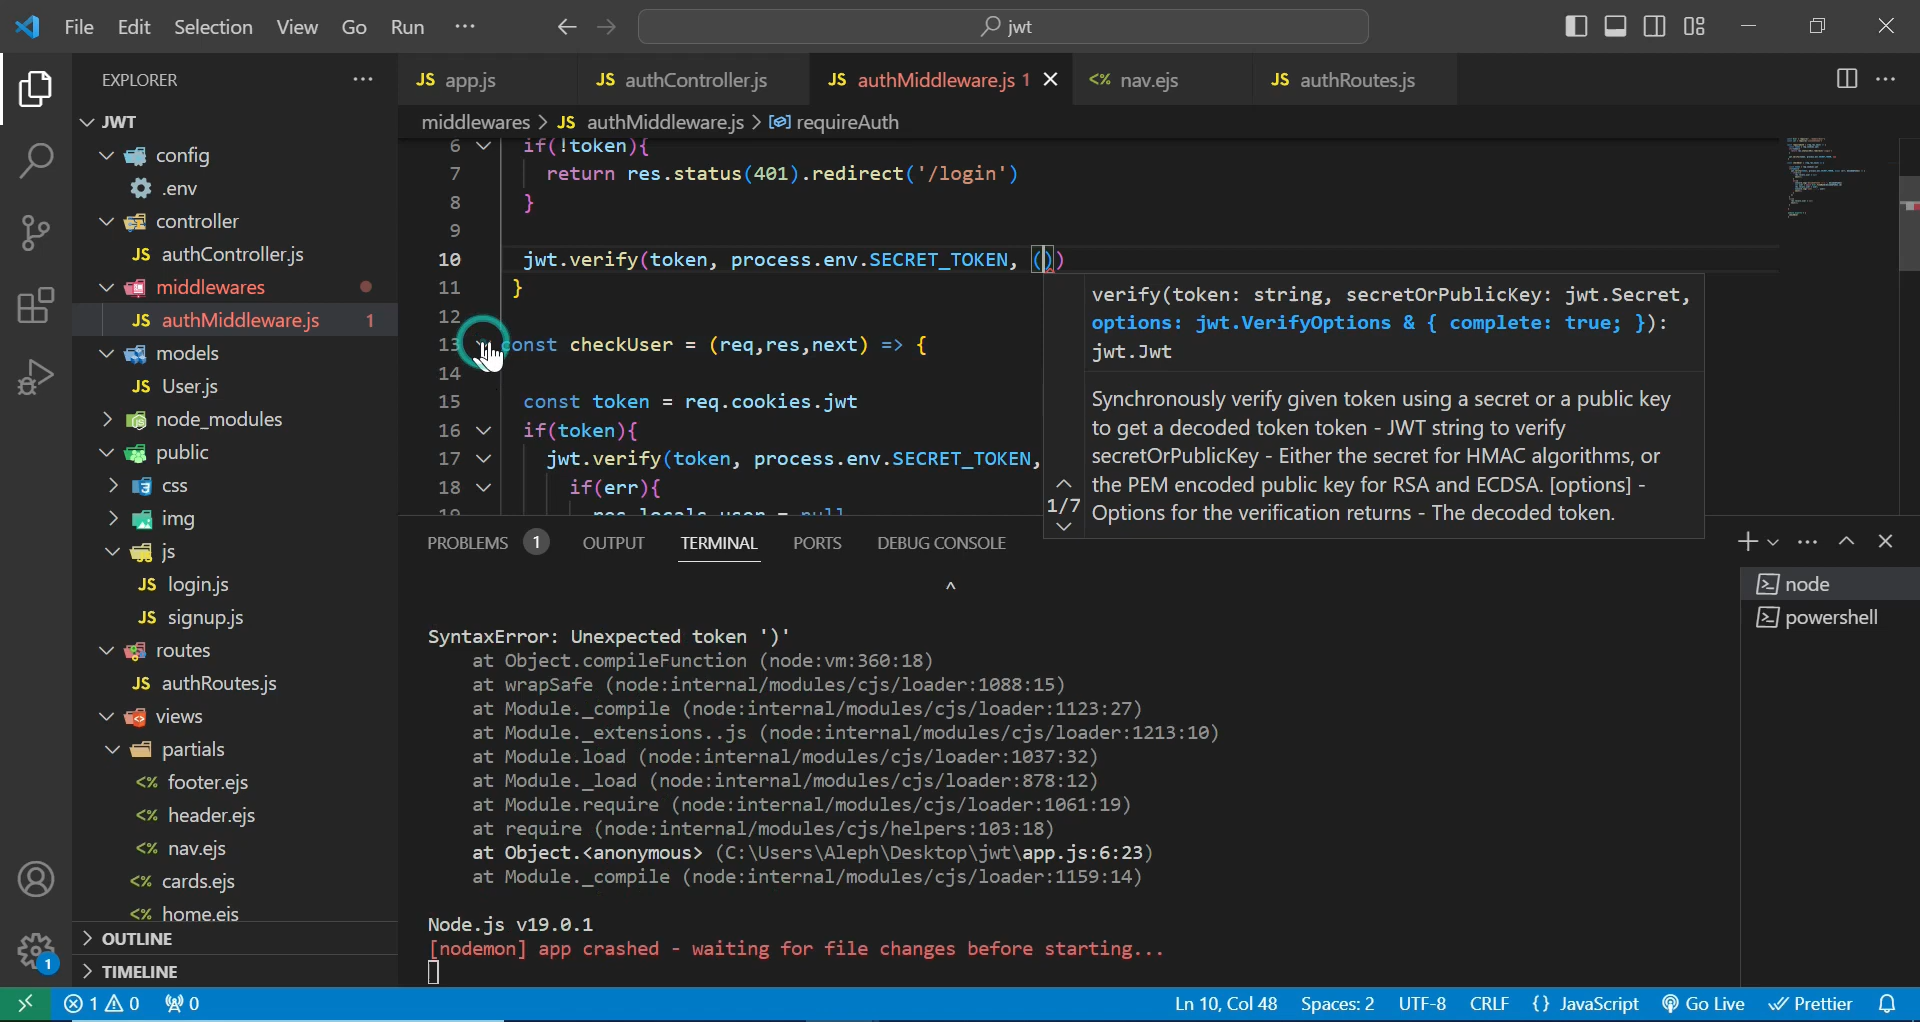 File Edit Selection View Go Run ···
jwt
EXPLORER ···
JWT
config
.env
controller
JS authController.js
middlewares
JS authMiddleware.js 1
models
JS User.js
node_modules
public
css
img
js
JS login.js
JS signup.js
routes
JS authRoutes.js
views
partials
<% footer.ejs
<% header.ejs
<% nav.ejs
<% cards.ejs
<% home.ejs
OUTLINE
TIMELINE
JS app.js JS authController.js JS authMiddleware.js 1 <% nav.ejs JS authRoutes.js
middlewares > JS authMiddleware.js > requireAuth
6 if(!token){
7 return res.status(401).redirect('/login')
8 }
9
10 jwt.verify(token, process.env.SECRET_TOKEN, ())
11 }
12
13 const checkUser = (req,res,next) => {
14
15 const token = req.cookies.jwt
16 if(token){
17 jwt.verify(token, process.env.SECRET_TOKEN,
18 if(err){
19 res.locals.user = null
verify(token: string, secretOrPublicKey: jwt.Secret,
options: jwt.VerifyOptions & { complete: true; }):
jwt.Jwt
Synchronously verify given token using a secret or a public key
to get a decoded token token - JWT string to verify
secretOrPublicKey - Either the secret for HMAC algorithms, or
the PEM encoded public key for RSA and ECDSA. [options] -
1/7
Options for the verification returns - The decoded token.
PROBLEMS 1 OUTPUT TERMINAL PORTS DEBUG CONSOLE
^
SyntaxError: Unexpected token ')'
at Object.compileFunction (node:vm:360:18)
at wrapSafe (node:internal/modules/cjs/loader:1088:15)
at Module._compile (node:internal/modules/cjs/loader:1123:27)
at Module._extensions..js (node:internal/modules/cjs/loader:1213:10)
at Module.load (node:internal/modules/cjs/loader:1037:32)
at Module._load (node:internal/modules/cjs/loader:878:12)
at Module.require (node:internal/modules/cjs/loader:1061:19)
at require (node:internal/modules/cjs/helpers:103:18)
at Object.<anonymous> (C:\Users\Aleph\Desktop\jwt\app.js:6:23)
at Module._compile (node:internal/modules/cjs/loader:1159:14)
Node.js v19.0.1
[nodemon] app crashed - waiting for file changes before starting...
node
powershell
1
1 0 0 Ln 10, Col 48 Spaces: 2 UTF-8 CRLF {} JavaScript Go Live Prettier